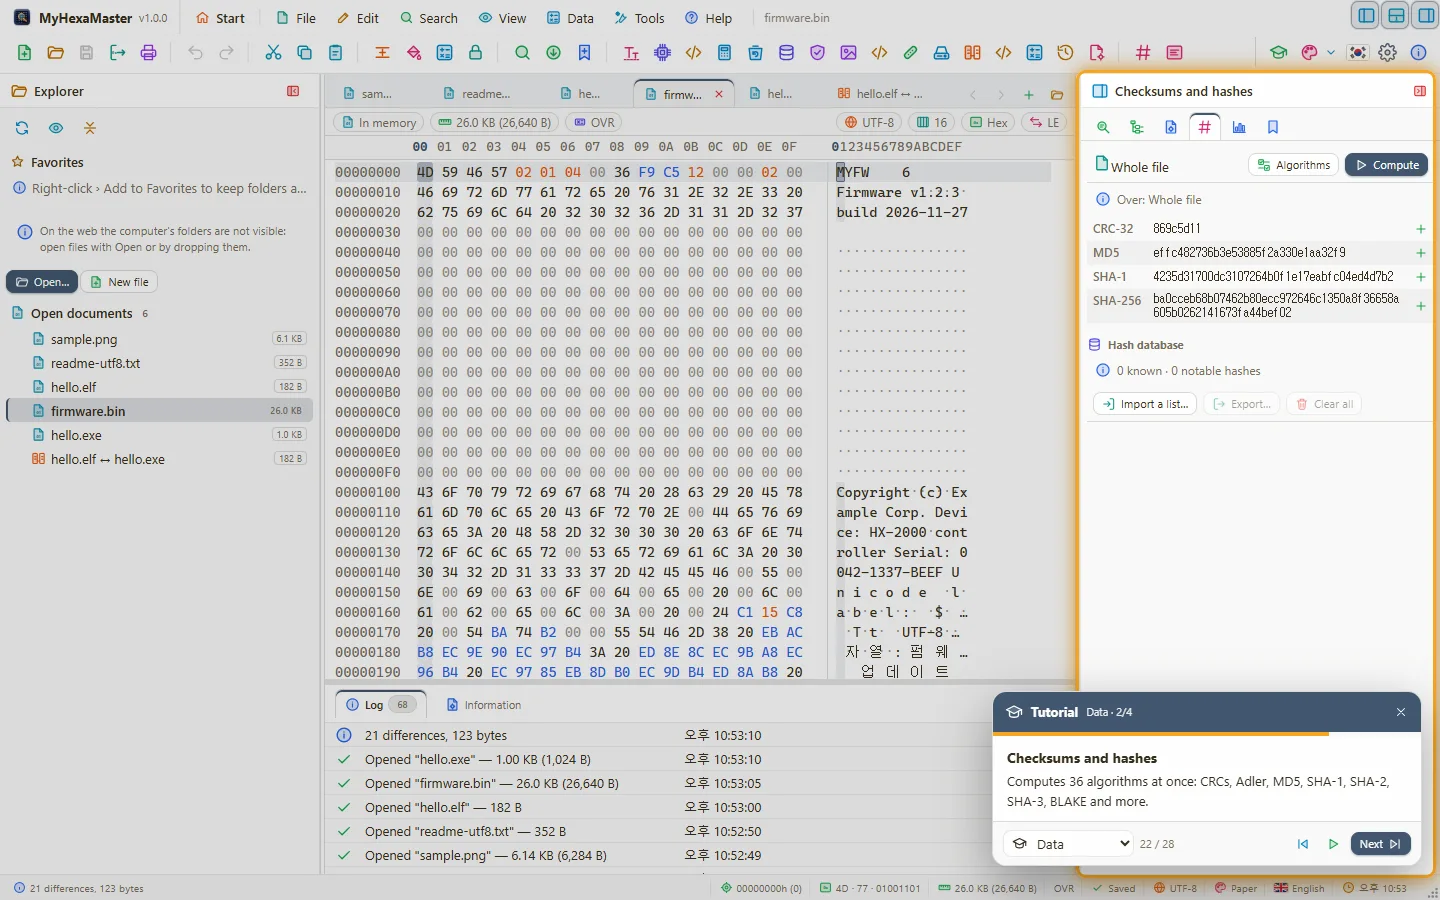 MyHexaMaster v1.0.0 Start File Edit Search View Data Tools Help firmware.bin
Explorer
Favorites
Right-click › Add to Favorites to keep folders a...
On the web the computer's folders are not visible:
open files with Open or by dropping them.
Open... New file
Open documents 6
sample.png 6.1 KB
readme-utf8.txt 352 B
hello.elf 182 B
firmware.bin 26.0 KB
hello.exe 1.0 KB
hello.elf ↔ hello.exe 182 B
sam... readme... he... firmw... hel... hello.elf ↔ ...
In memory 26.0 KB (26,640 B) OVR UTF-8 16 Hex LE
00 01 02 03 04 05 06 07 08 09 0A 0B 0C 0D 0E 0F 0123456789ABCDEF
00000000 4D 59 46 57 02 01 04 00 36 F9 C5 12 00 00 02 00 MYFW 6
00000010 46 69 72 6D 77 61 72 65 20 76 31 2E 32 2E 33 20 Firmware v1.2.3·
00000020 62 75 69 6C 64 20 32 30 32 36 2D 31 31 2D 32 37 build 2026-11-27
00000030 00 00 00 00 00 00 00 00 00 00 00 00 00 00 00 00
00000040 00 00 00 00 00 00 00 00 00 00 00 00 00 00 00 00 ················
00000050 00 00 00 00 00 00 00 00 00 00 00 00 00 00 00 00 ················
00000060 00 00 00 00 00 00 00 00 00 00 00 00 00 00 00 00 ················
00000070 00 00 00 00 00 00 00 00 00 00 00 00 00 00 00 00 ················
00000080 00 00 00 00 00 00 00 00 00 00 00 00 00 00 00 00 ················
00000090 00 00 00 00 00 00 00 00 00 00 00 00 00 00 00 00 ················
000000A0 00 00 00 00 00 00 00 00 00 00 00 00 00 00 00 00 ················
000000B0 00 00 00 00 00 00 00 00 00 00 00 00 00 00 00 00 ················
000000C0 00 00 00 00 00 00 00 00 00 00 00 00 00 00 00 00 ················
000000D0 00 00 00 00 00 00 00 00 00 00 00 00 00 00 00 00 ················
000000E0 00 00 00 00 00 00 00 00 00 00 00 00 00 00 00 00 ················
000000F0 00 00 00 00 00 00 00 00 00 00 00 00 00 00 00 00 ················
00000100 43 6F 70 79 72 69 67 68 74 20 28 63 29 20 45 78 Copyright·(c)·Ex
00000110 61 6D 70 6C 65 20 43 6F 72 70 2E 00 44 65 76 69 ample Corp. Devi
00000120 63 65 3A 20 48 58 2D 32 30 30 30 20 63 6F 6E 74 ce: HX-2000·cont
00000130 72 6F 6C 6C 65 72 00 53 65 72 69 61 6C 3A 20 30 roller Serial: 0
00000140 30 34 32 2D 31 33 33 37 2D 42 45 45 46 00 55 00 042-1337-BEEF U
00000150 6E 00 69 00 63 00 6F 00 64 00 65 00 20 00 6C 00 n i c o d e · l
00000160 61 00 62 00 65 00 6C 00 3A 00 20 00 24 C1 15 C8 a·b·e·l·:· ·$ …
00000170 20 00 54 BA 74 B2 00 00 55 54 46 2D 38 20 EB AC ·T t ·UTF-8 …
00000180 B8 EC 9E 90 EC 97 B4 3A 20 ED 8E 8C EC 9B A8 EC 자·열·: 펌 웨 …
00000190 96 B4 20 EC 97 85 EB 8D B0 EC 9D B4 ED 8A B8 20 업 데 이 트
Log 68 Information
21 differences, 123 bytes 오후 10:53:10
Opened "hello.exe" — 1.00 KB (1,024 B) 오후 10:53:10
Opened "firmware.bin" — 26.0 KB (26,640 B) 오후 10:53:05
Opened "hello.elf" — 182 B 오후 10:53:00
Opened "readme-utf8.txt" — 352 B 오후 10:52:50
Opened "sample.png" — 6.14 KB (6,284 B) 오후 10:52:49
Checksums and hashes
Whole file Algorithms Compute
Over: Whole file
CRC-32 869c5d11
MD5 effc482736b3e53885f2a330e1aa32f9
SHA-1 4235d31700dc3107264b0f1e17eabfc04ed4d7b2
SHA-256 ba0cceb68b07462b80ecc972646c1350a8f36658a
605b0262141673fa44bef02
Hash database
0 known · 0 notable hashes
Import a list... Export... Clear all
Tutorial Data · 2/4
Checksums and hashes
Computes 36 algorithms at once: CRCs, Adler, MD5, SHA-1, SHA-2,
SHA-3, BLAKE and more.
Data 22 / 28 Next
21 differences, 123 bytes 00000000h (0) 4D · 77 · 01001101 26.0 KB (26,640 B) OVR Saved UTF-8 Paper English 오후 10:53